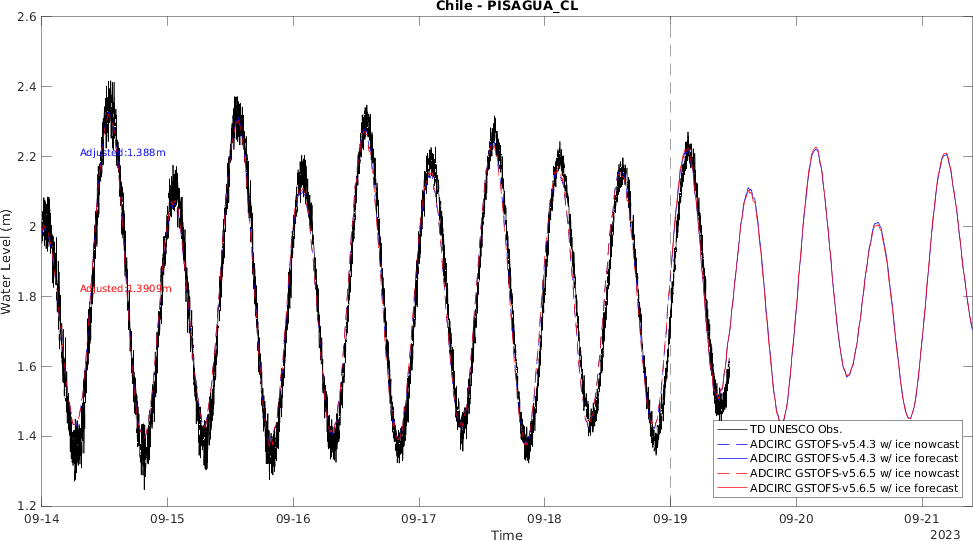 Chile - PISAGUA_CL
2.6
2.4
2.2
2
1.8
1.6
1.4
1.2
Water Level (m)
Adjusted:1.388m
Adjusted:1.3909m
TD UNESCO Obs.
ADCIRC GSTOFS-v5.4.3 w/ ice nowcast
ADCIRC GSTOFS-v5.4.3 w/ ice forecast
ADCIRC GSTOFS-v5.6.5 w/ ice nowcast
ADCIRC GSTOFS-v5.6.5 w/ ice forecast
09-14 09-15 09-16 09-17 09-18 09-19 09-20 09-21
Time
2023